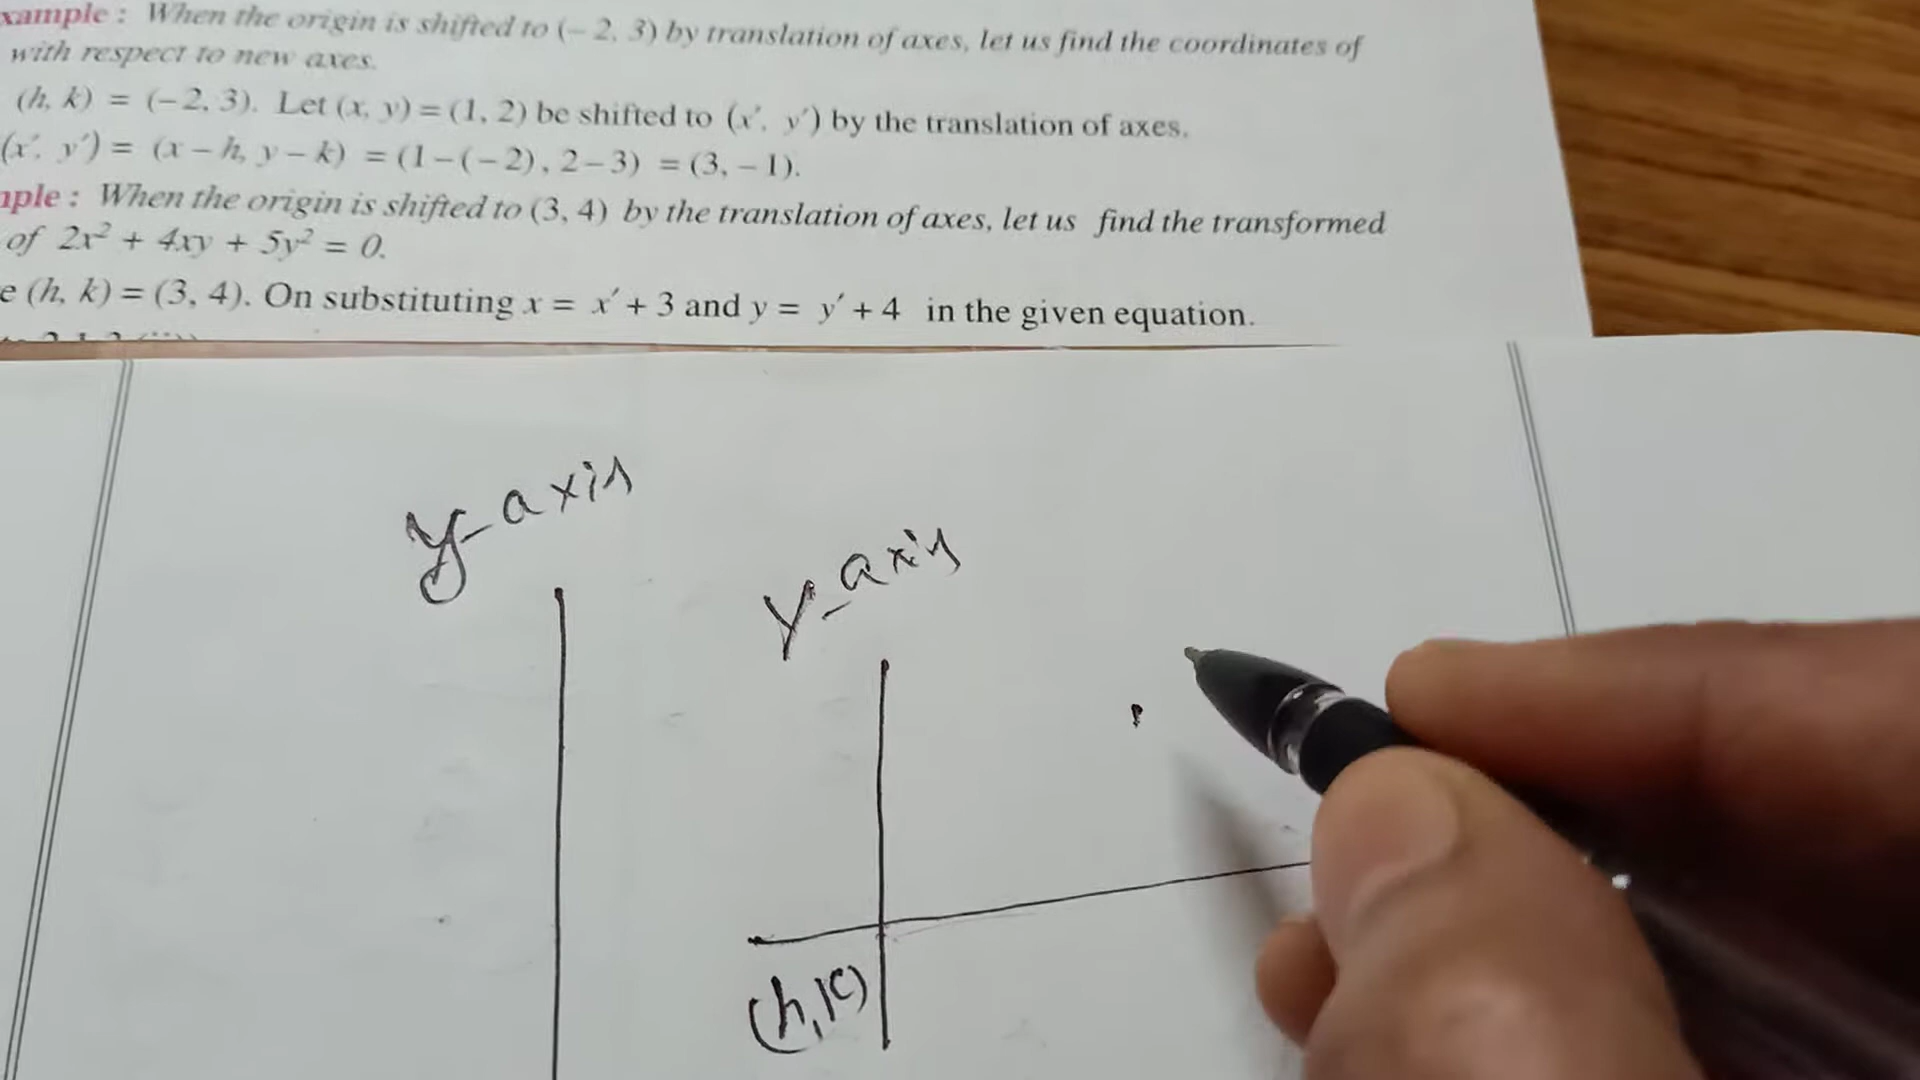 xample : When the origin is shifted to (– 2, 3) by translation of axes, let us find the coordinates of
with respect to new axes.
(h, k) = (– 2, 3). Let (x, y) = (1, 2) be shifted to (x′, y′) by the translation of axes.
(x′, y′) = (x – h, y – k) = (1 – (– 2), 2 – 3) = (3, – 1).
nple : When the origin is shifted to (3, 4) by the translation of axes, let us find the transformed
of 2x² + 4xy + 5y² = 0.
e (h, k) = (3, 4). On substituting x = x′ + 3 and y = y′ + 4 in the given equation.
y-axis
y-axis
(h,k)